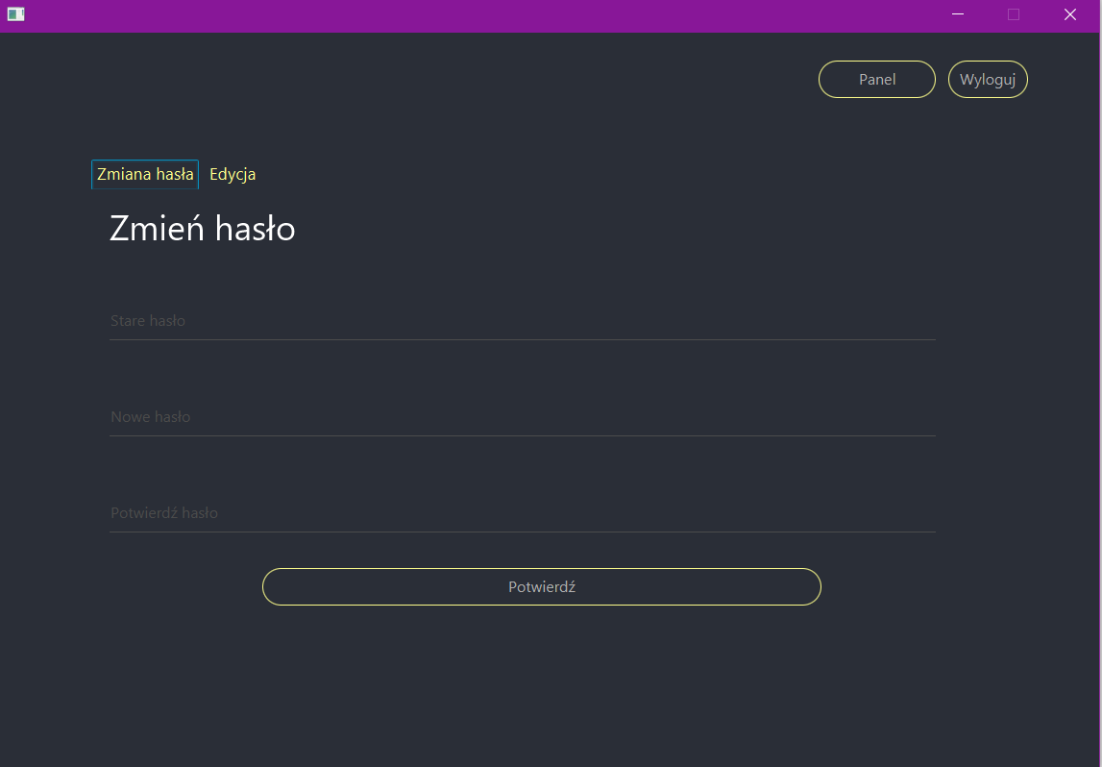 Panel Wyloguj
Zmiana hasła Edycja
Zmień hasło
Stare hasło
Nowe hasło
Potwierdź hasło
Potwierdź